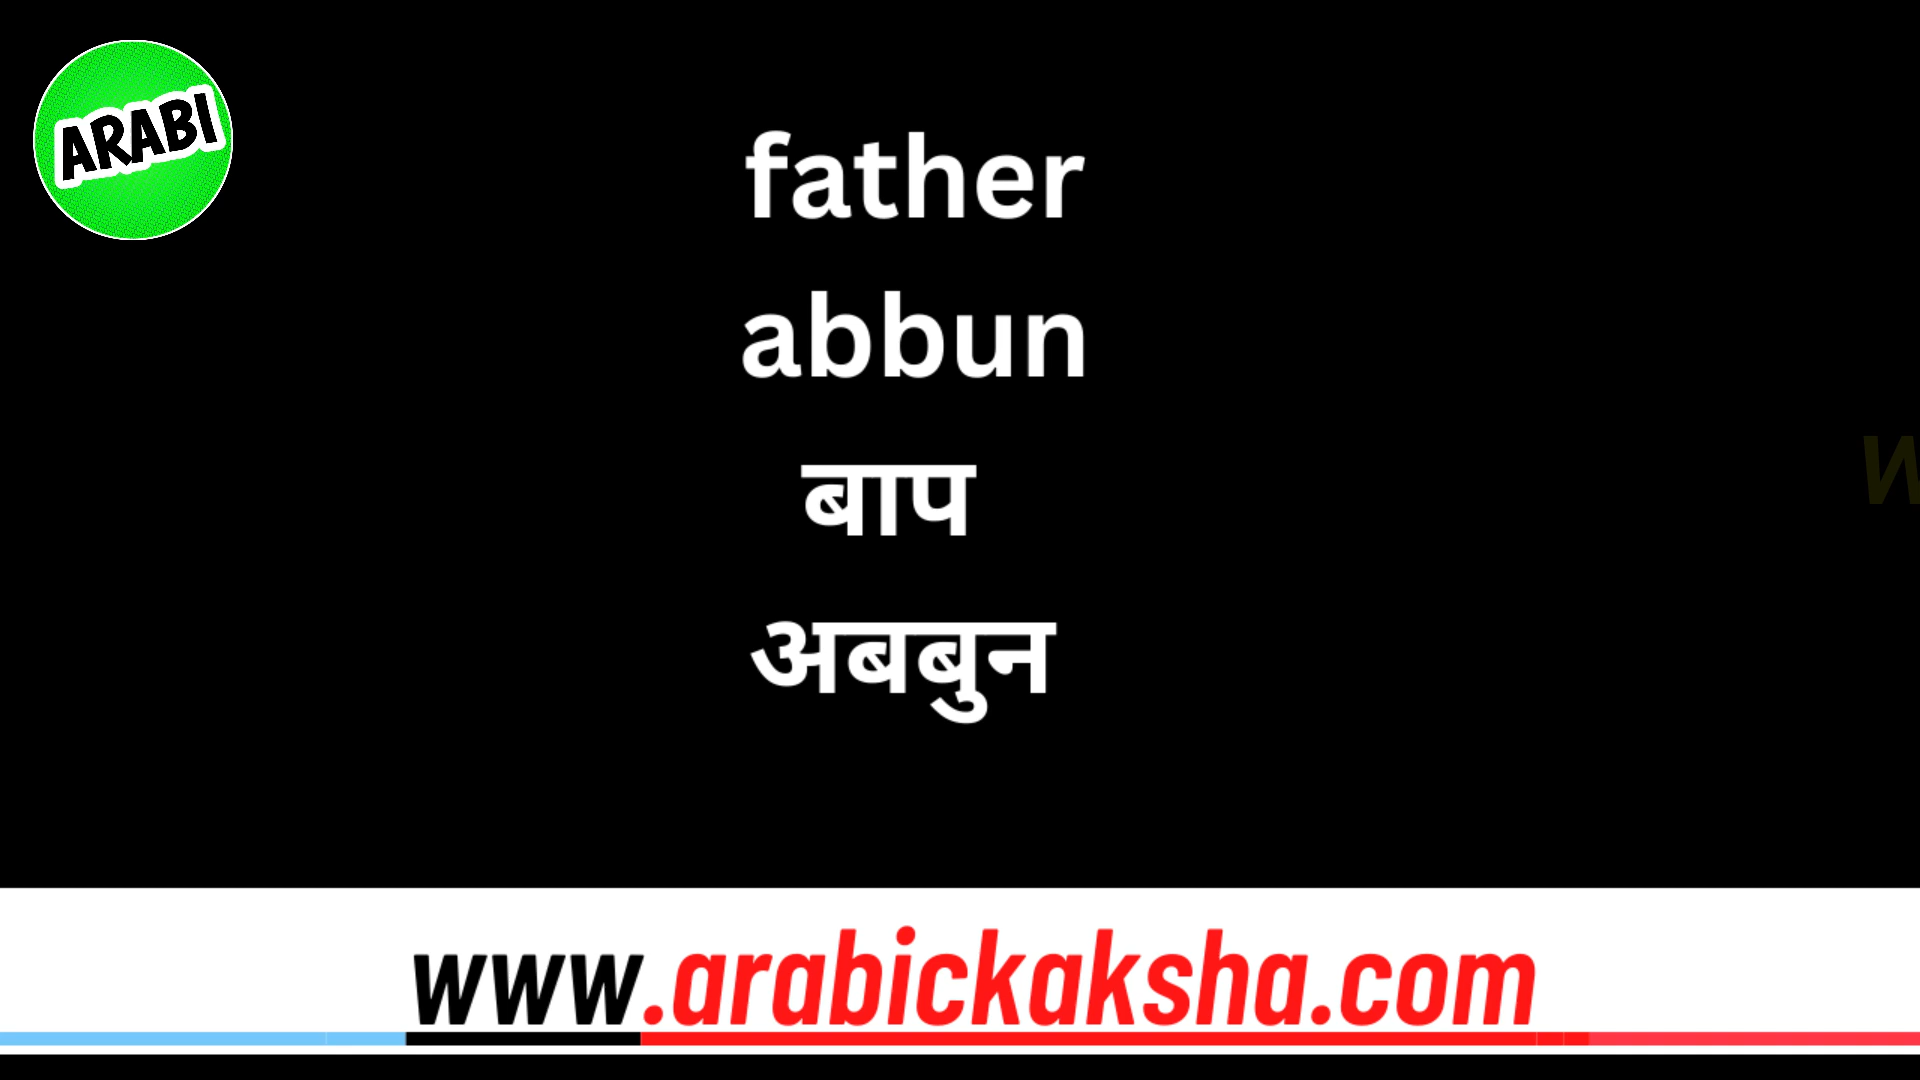 ARABI
father
abbun
बाप
अबबुन
www.arabickaksha.com